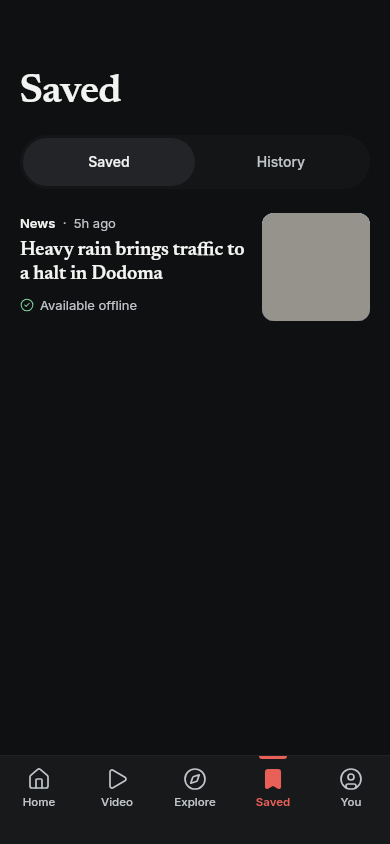 Saved
Saved
History
News · 5h ago
Heavy rain brings traffic to
a halt in Dodoma
Available offline
Home
Video
Explore
Saved
You